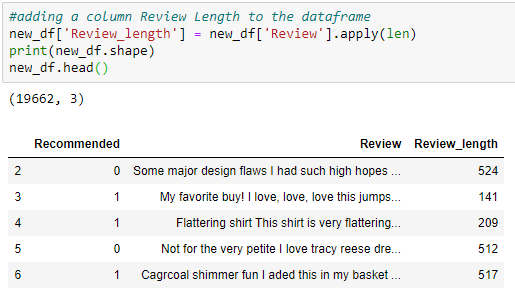 #adding a column Review Length to the dataframe
new_df['Review_length'] = new_df['Review'].apply(len)
print(new_df.shape)
new_df.head()
(19662, 3)
Recommended Review Review_length
2 0 Some major design flaws I had such high hopes ... 524
3 1 My favorite buy! I love, love, love this jumps... 141
4 1 Flattering shirt This shirt is very flattering... 209
5 0 Not for the very petite I love tracy reese dre... 512
6 1 Cagrcoal shimmer fun I aded this in my basket ... 517